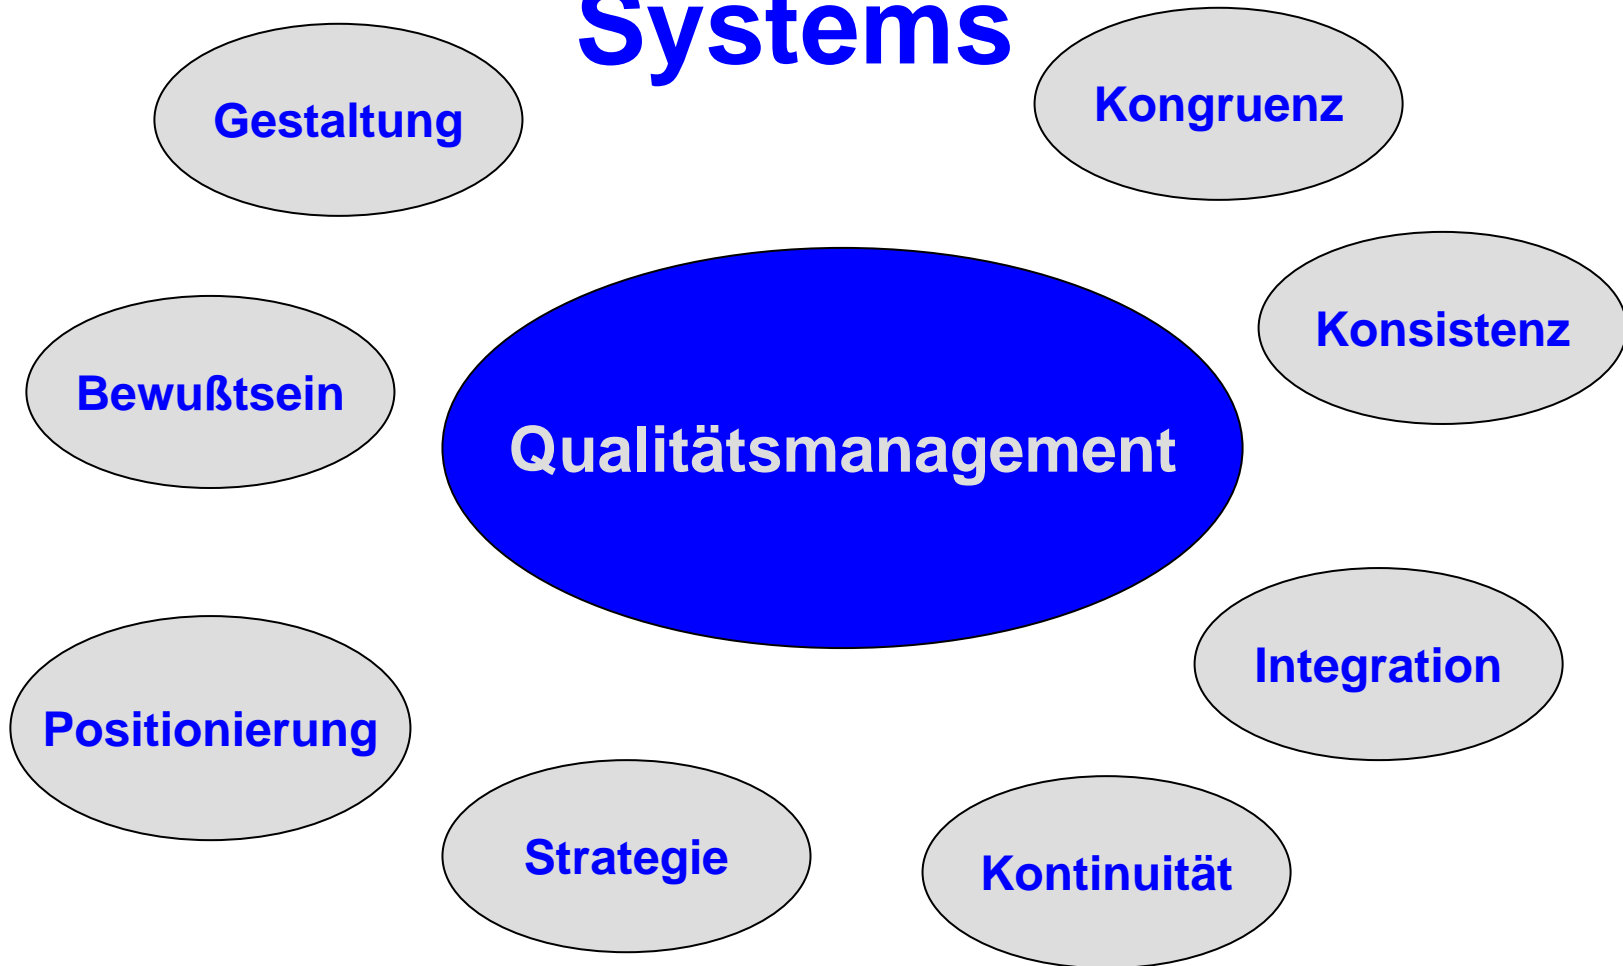 Systems
Gestaltung
Kongruenz
Konsistenz
Bewußtsein
Qualitätsmanagement
Integration
Positionierung
Strategie
Kontinuität